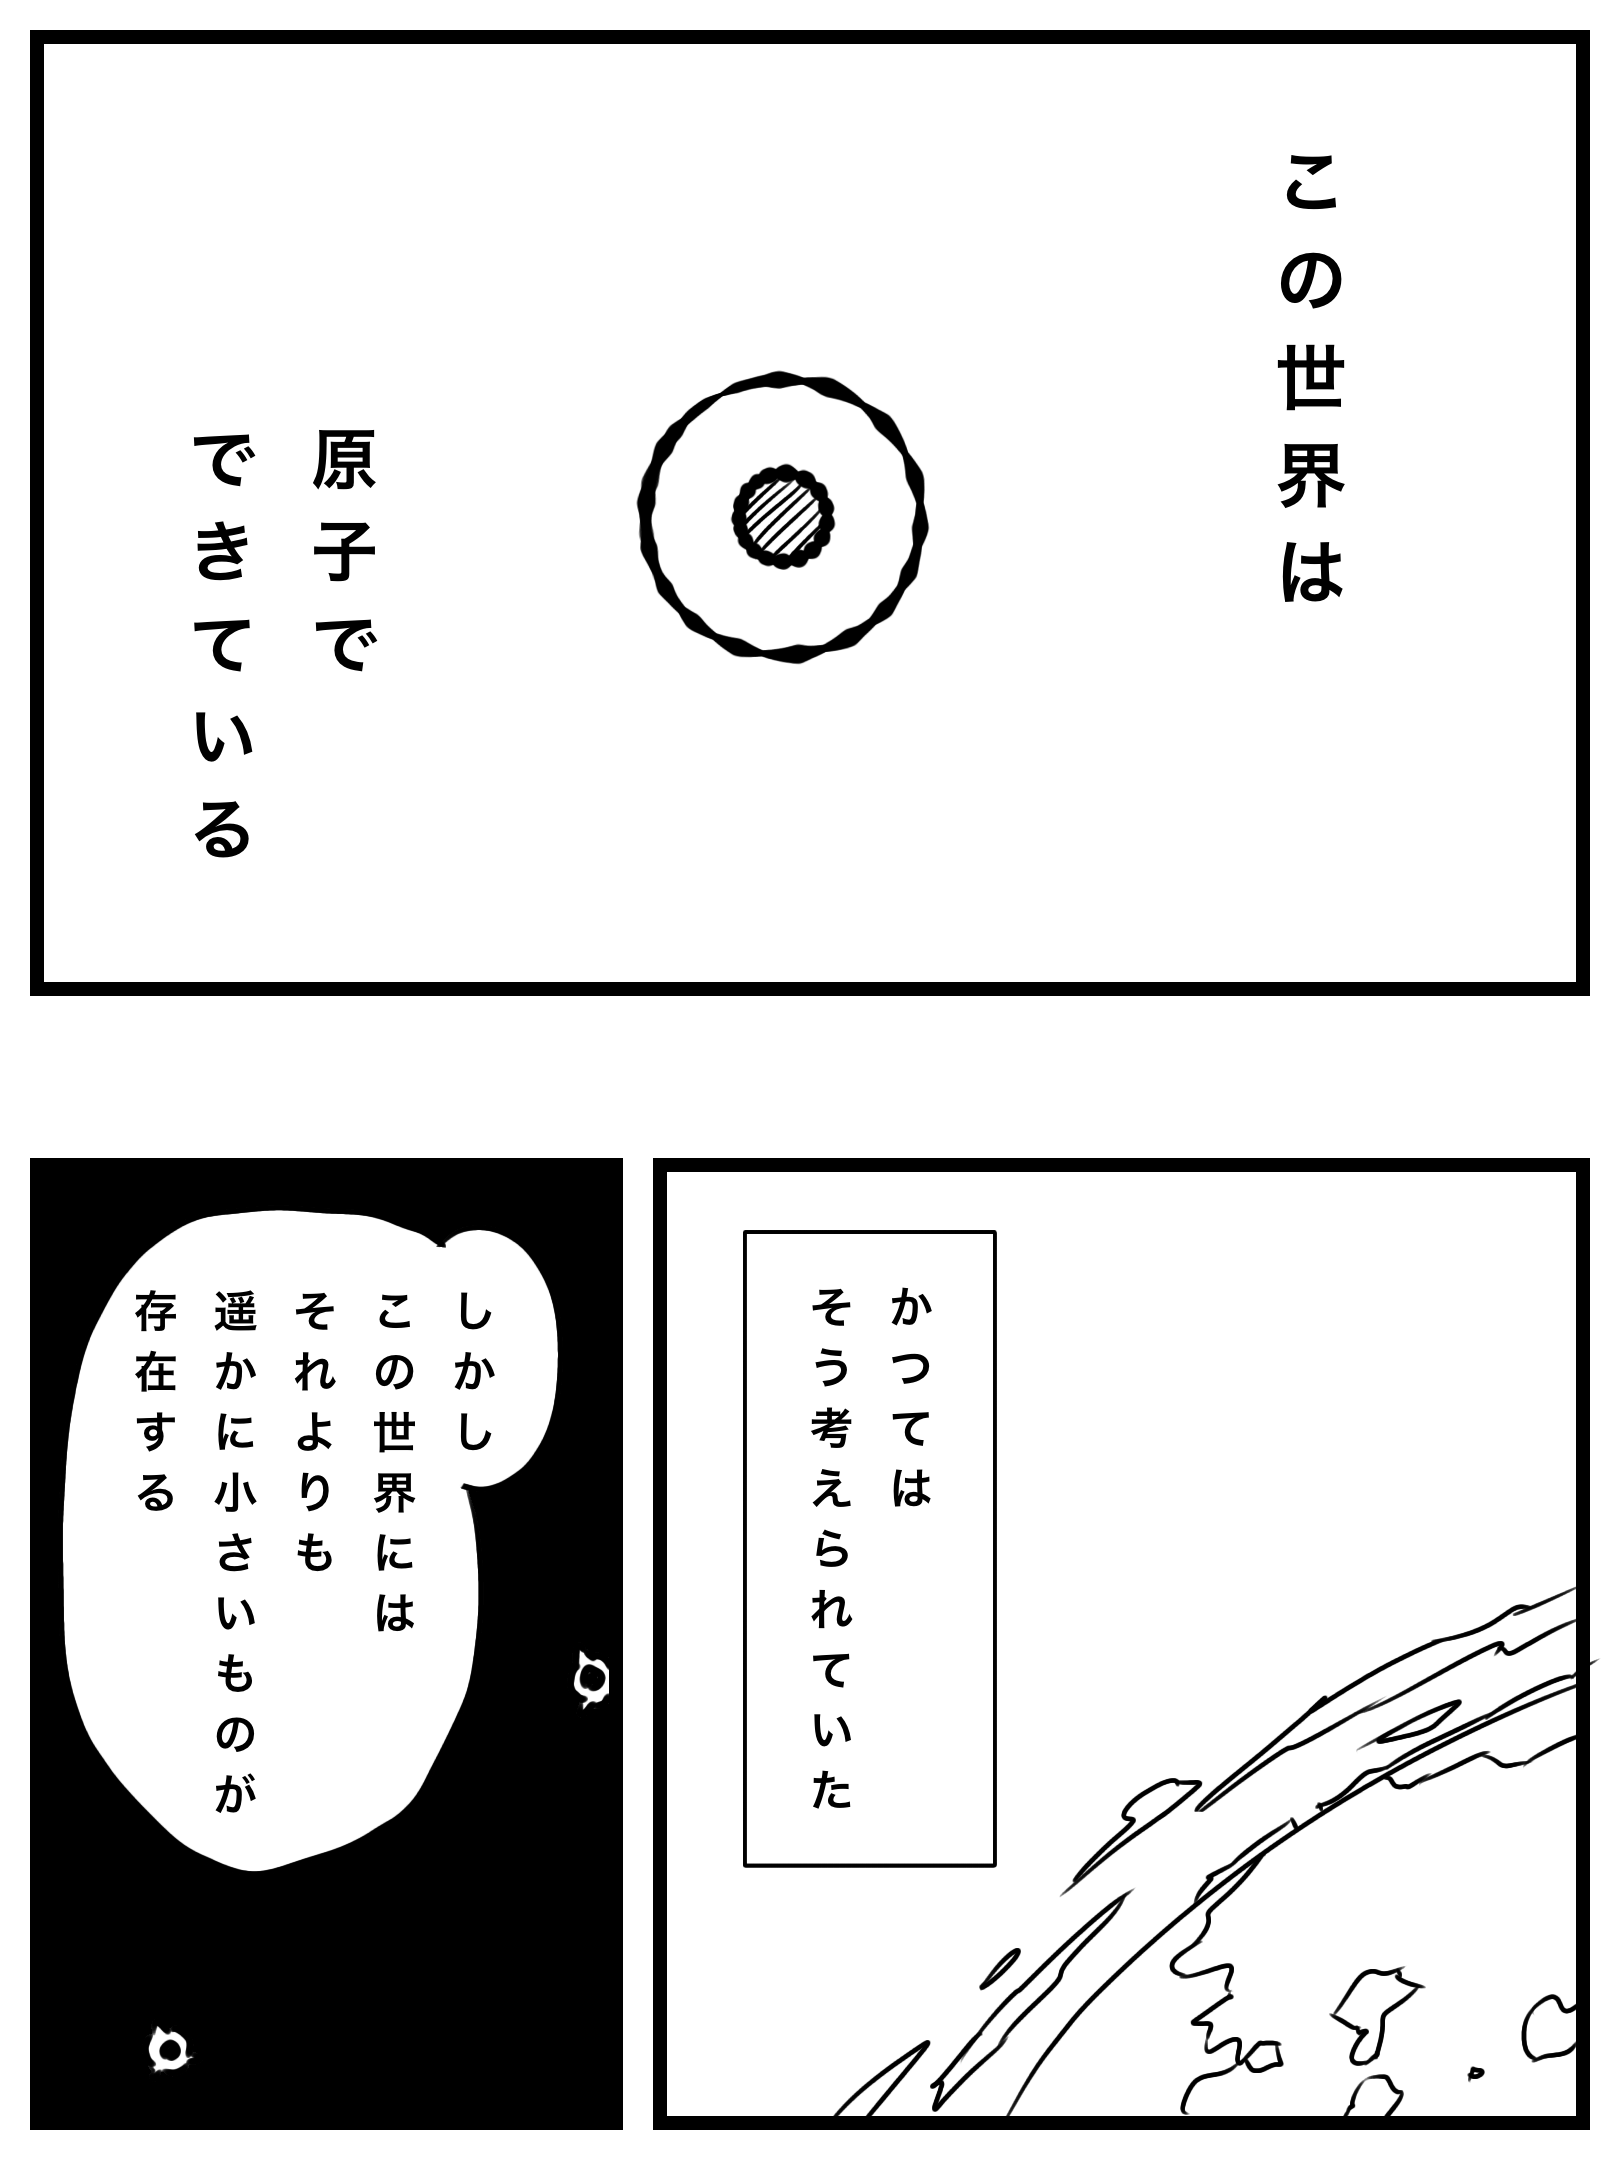 この世界は
原子で
できている
かつては
そう考えられていた
しかし
この世界には
それよりも
遥かに小さいものが
存在する